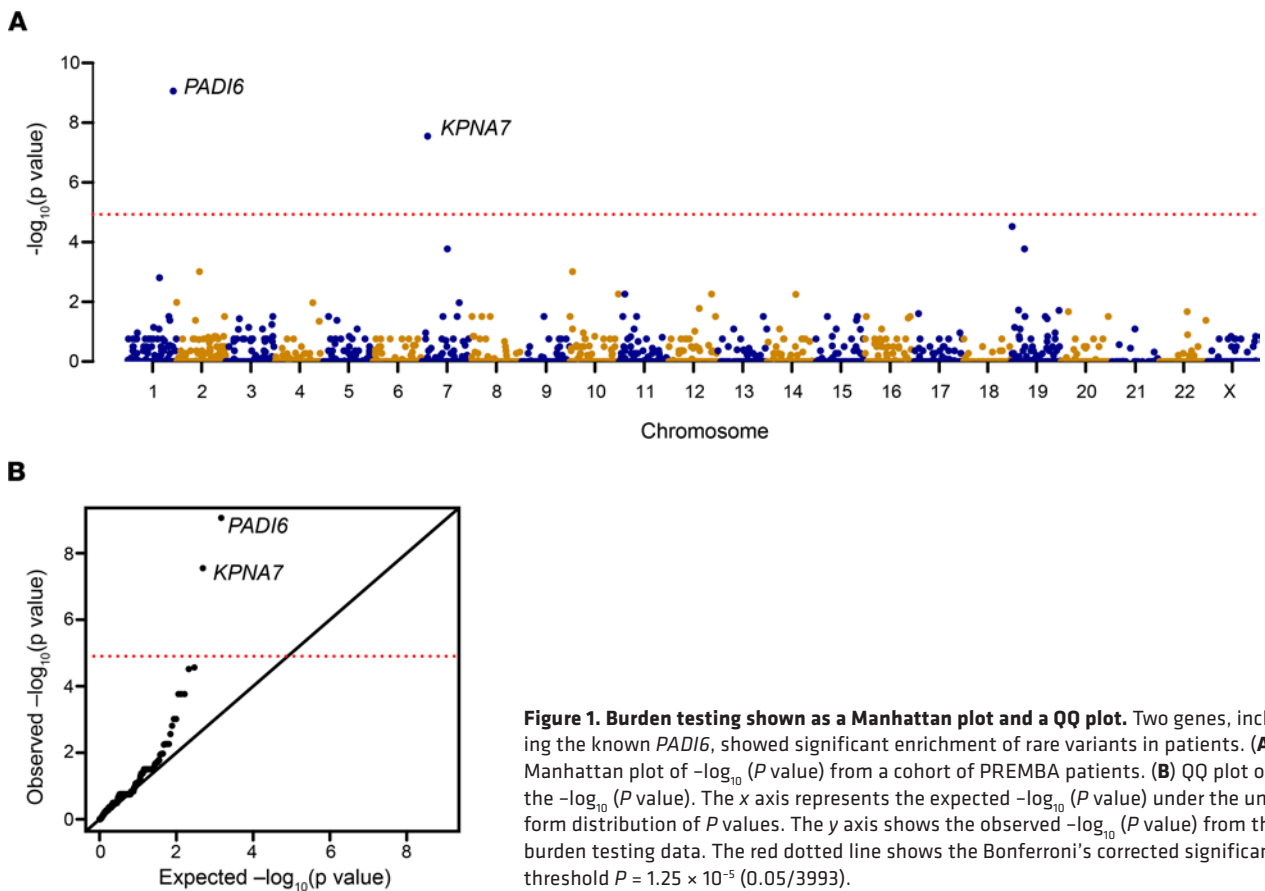 A
10
8
6
4
2
0
-log₁₀(p value)
PADI6
KPNA7
1 2 3 4 5 6 7 8 9 10 11 12 13 14 15 16 17 18 19 20 21 22 X
Chromosome
B
8
6
4
2
0
Observed –log₁₀(p value)
PADI6
KPNA7
0 2 4 6 8
Expected –log₁₀(p value)
Figure 1. Burden testing shown as a Manhattan plot and a QQ plot. Two genes, inclu
ing the known PADI6, showed significant enrichment of rare variants in patients. (A
Manhattan plot of –log₁₀ (P value) from a cohort of PREMBA patients. (B) QQ plot o
the –log₁₀ (P value). The x axis represents the expected –log₁₀ (P value) under the un
form distribution of P values. The y axis shows the observed –log₁₀ (P value) from th
burden testing data. The red dotted line shows the Bonferroni's corrected significan
threshold P = 1.25 × 10⁻⁵ (0.05/3993).